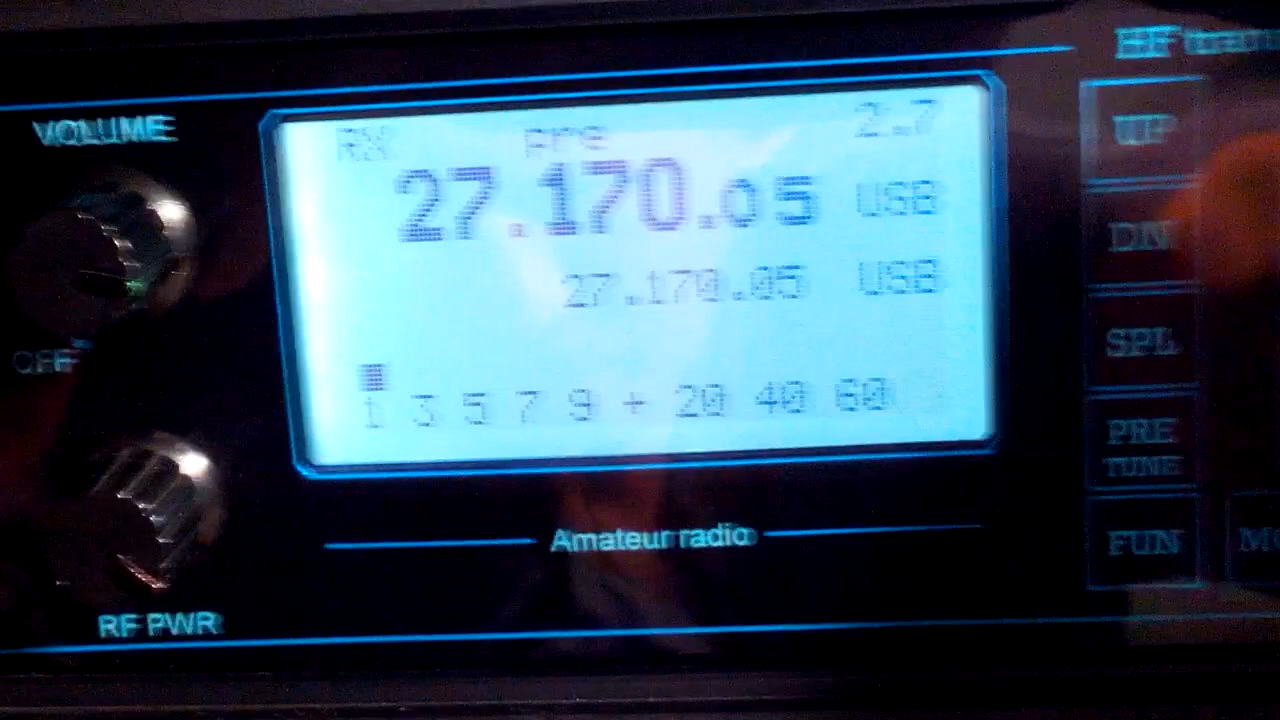 HF
VOLUME
RX pre 2.7
27.170.05 USB
27.170.05 USB
1 3 5 7 9 + 20 40 60
OFF
RF PWR
Amateur radio
UP
DN
SPL
PRE
TUNE
FUN